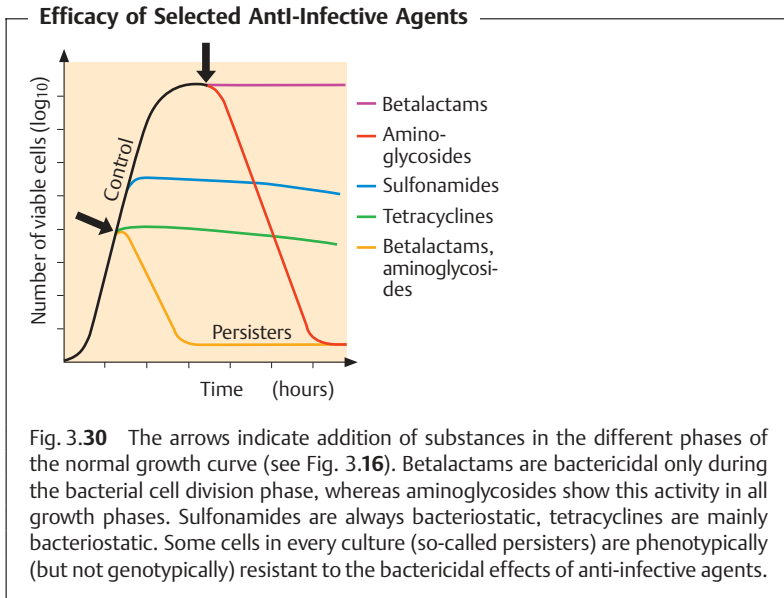 Efficacy of Selected AntI-Infective Agents
Number of viable cells (log10)
Control
Persisters
Time (hours)
Betalactams
Amino-
glycosides
Sulfonamides
Tetracyclines
Betalactams,
aminoglycosi-
des
Fig. 3.30 The arrows indicate addition of substances in the different phases of
the normal growth curve (see Fig. 3.16). Betalactams are bactericidal only during
the bacterial cell division phase, whereas aminoglycosides show this activity in all
growth phases. Sulfonamides are always bacteriostatic, tetracyclines are mainly
bacteriostatic. Some cells in every culture (so-called persisters) are phenotypically
(but not genotypically) resistant to the bactericidal effects of anti-infective agents.